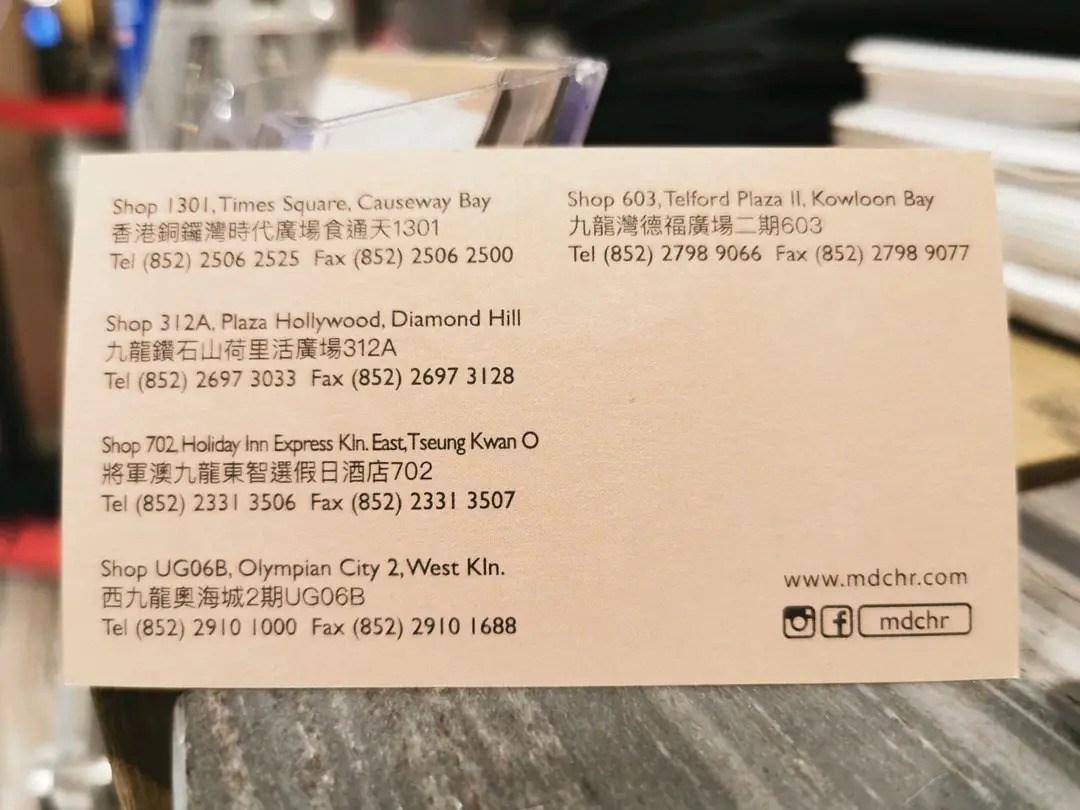 Shop 1301, Times Square, Causeway Bay
香港銅鑼灣時代廣場食通天1301
Tel (852) 2506 2525 Fax (852) 2506 2500
Shop 312A, Plaza Hollywood, Diamond Hill
九龍鑽石山荷里活廣場312A
Tel (852) 2697 3033 Fax (852) 2697 3128
Shop 702, Holiday Inn Express Kln. East, Tseung Kwan O
將軍澳九龍東智選假日酒店702
Tel (852) 2331 3506 Fax (852) 2331 3507
Shop UG06B, Olympian City 2, West Kln.
西九龍奧海城2期UG06B
Tel (852) 2910 1000 Fax (852) 2910 1688
Shop 603, Telford Plaza II, Kowloon Bay
九龍灣德福廣場二期603
Tel (852) 2798 9066 Fax (852) 2798 9077
www.mdchr.com
mdchr